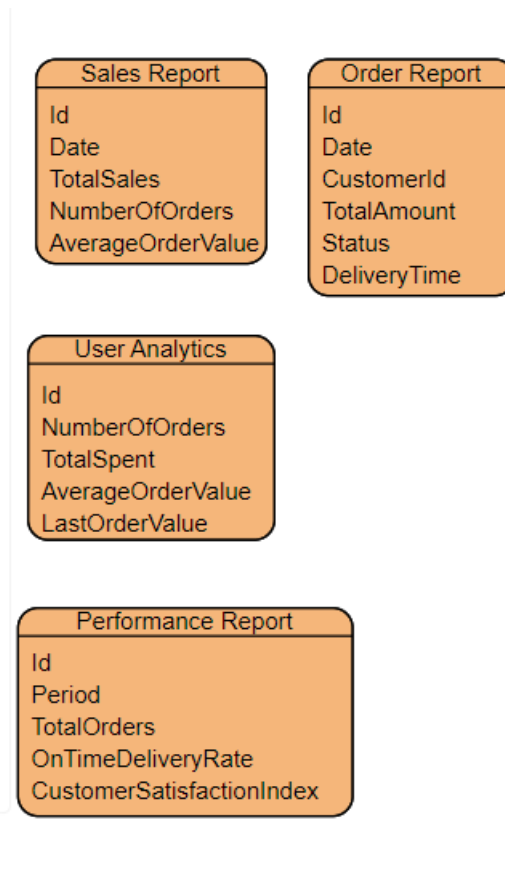 Sales Report
Id
Date
TotalSales
NumberOfOrders
AverageOrderValue
Order Report
Id
Date
CustomerId
TotalAmount
Status
DeliveryTime
User Analytics
Id
NumberOfOrders
TotalSpent
AverageOrderValue
LastOrderValue
Performance Report
Id
Period
TotalOrders
OnTimeDeliveryRate
CustomerSatisfactionIndex